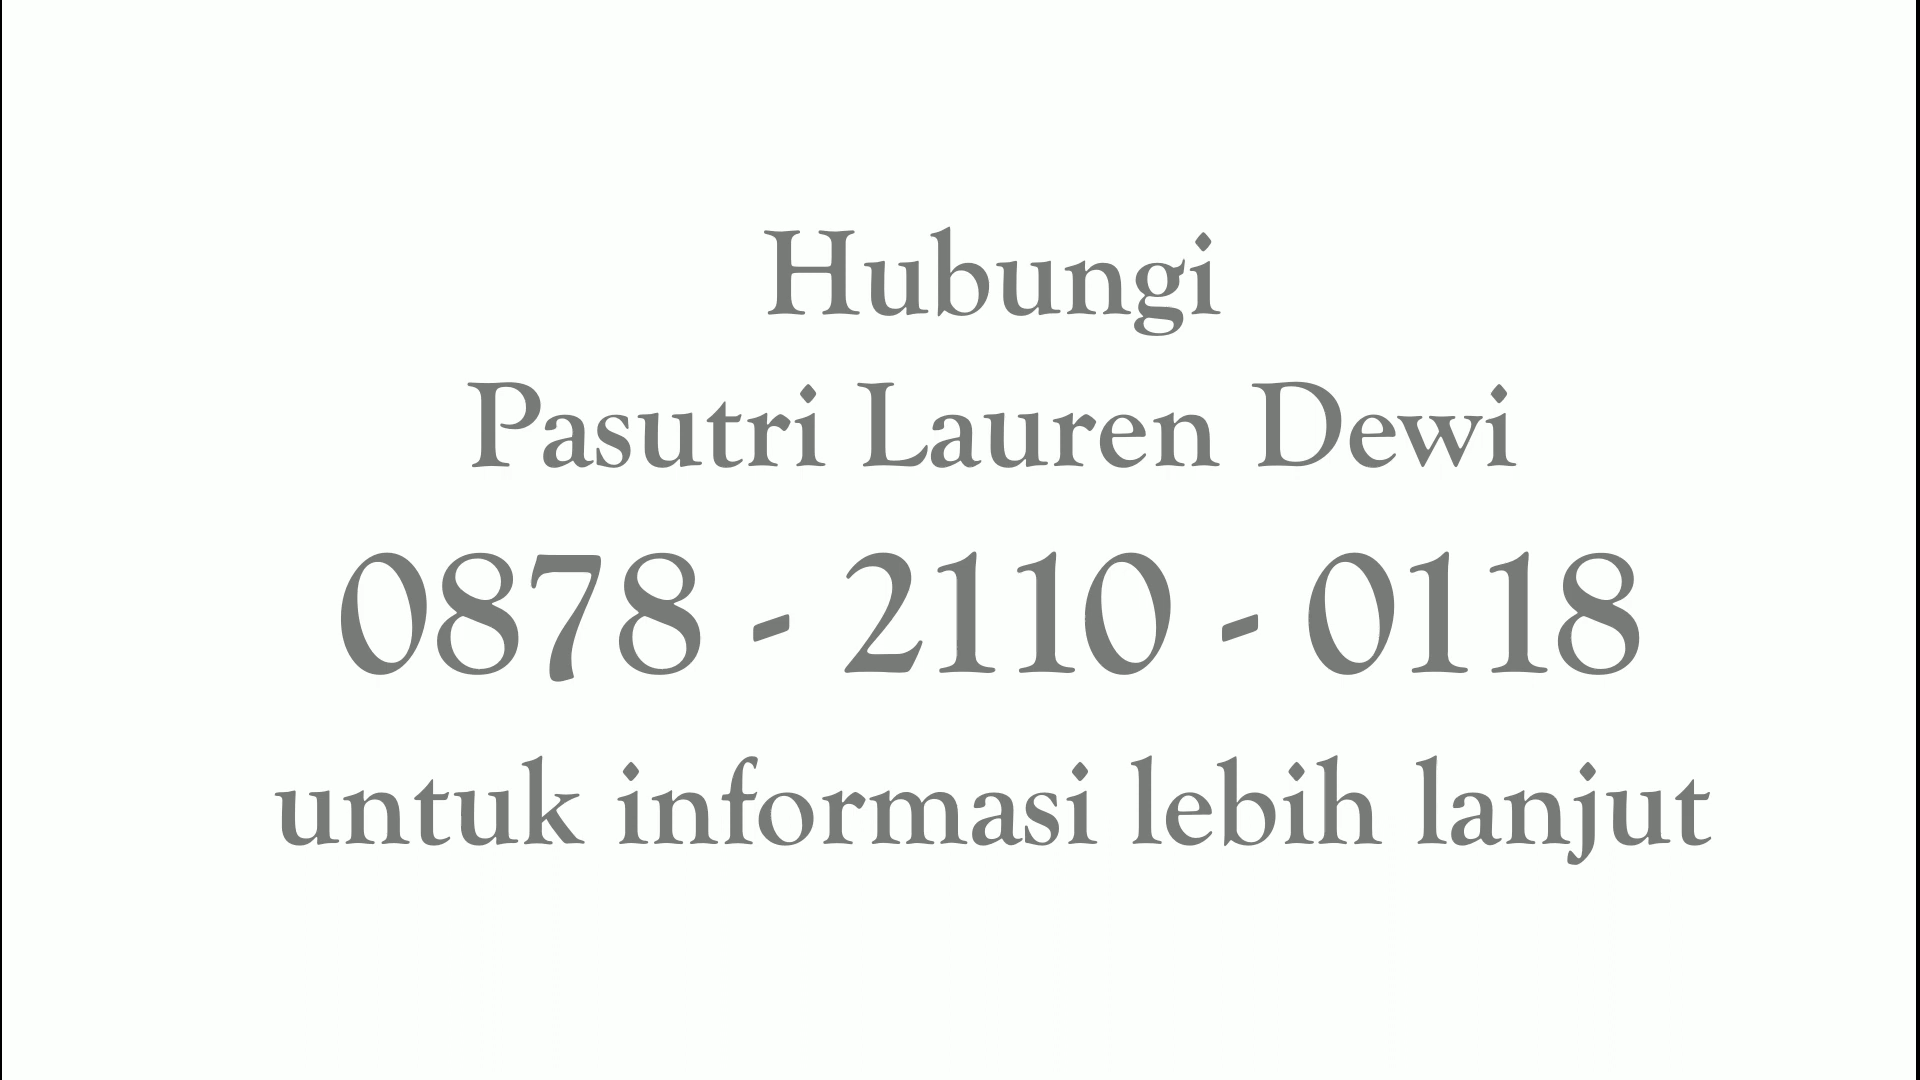 Hubungi
Pasutri Lauren Dewi
0878 - 2110 - 0118
untuk informasi lebih lanjut